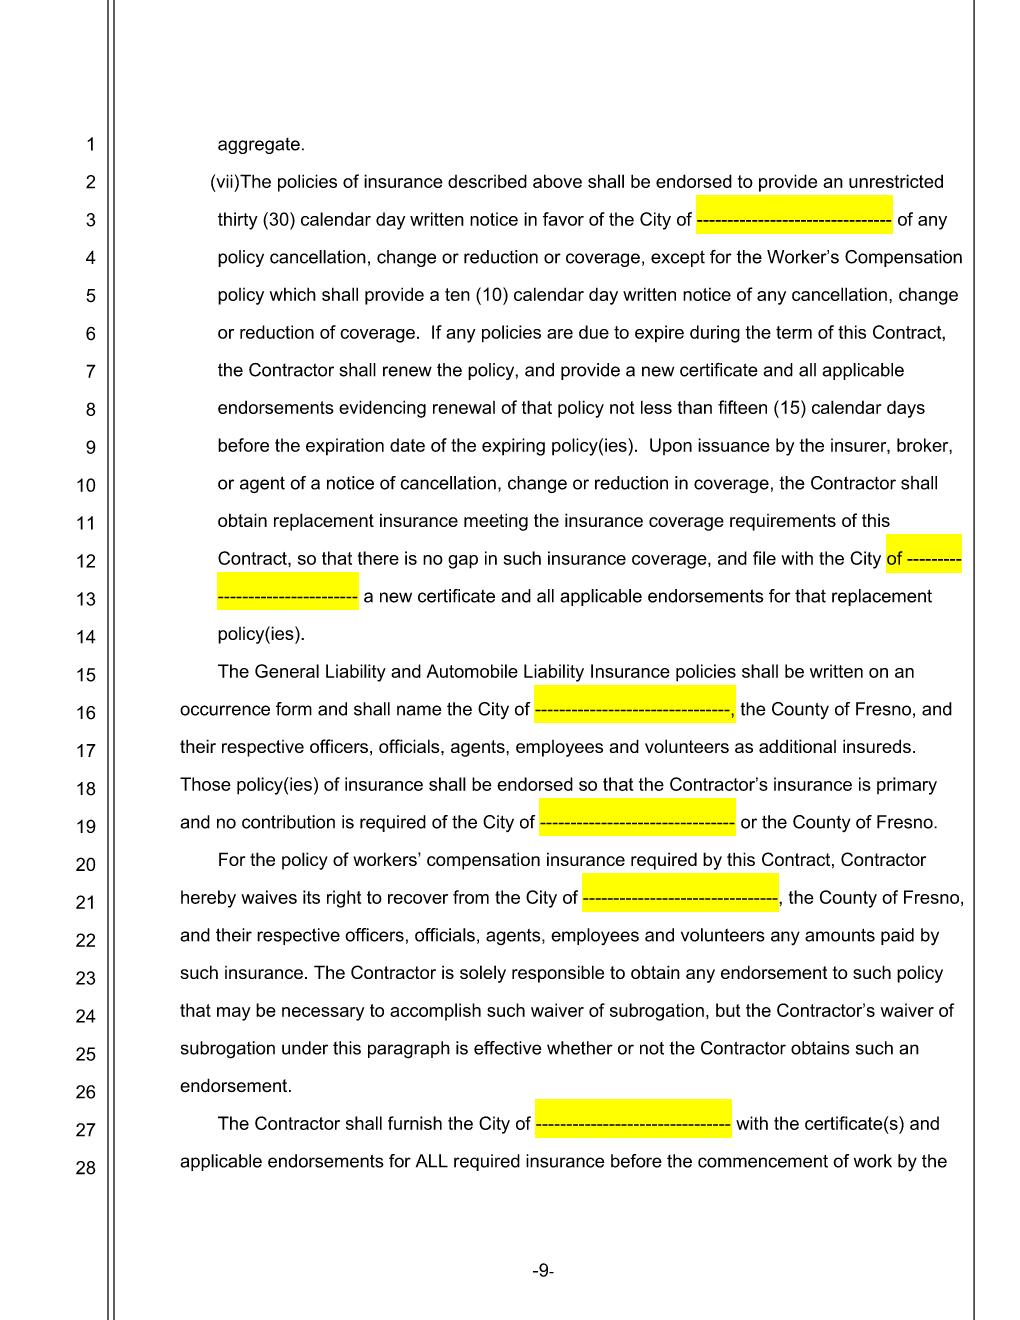 1 aggregate.
2 (vii)The policies of insurance described above shall be endorsed to provide an unrestricted
3 thirty (30) calendar day written notice in favor of the City of -------------------------------- of any
4 policy cancellation, change or reduction or coverage, except for the Worker’s Compensation
5 policy which shall provide a ten (10) calendar day written notice of any cancellation, change
6 or reduction of coverage.  If any policies are due to expire during the term of this Contract,
7 the Contractor shall renew the policy, and provide a new certificate and all applicable
8 endorsements evidencing renewal of that policy not less than fifteen (15) calendar days
9 before the expiration date of the expiring policy(ies).  Upon issuance by the insurer, broker,
10 or agent of a notice of cancellation, change or reduction in coverage, the Contractor shall
11 obtain replacement insurance meeting the insurance coverage requirements of this
12 Contract, so that there is no gap in such insurance coverage, and file with the City of ---------
13 ----------------------- a new certificate and all applicable endorsements for that replacement
14 policy(ies).
15 The General Liability and Automobile Liability Insurance policies shall be written on an
16 occurrence form and shall name the City of --------------------------------, the County of Fresno, and
17 their respective officers, officials, agents, employees and volunteers as additional insureds.
18 Those policy(ies) of insurance shall be endorsed so that the Contractor’s insurance is primary
19 and no contribution is required of the City of -------------------------------- or the County of Fresno.
20 For the policy of workers’ compensation insurance required by this Contract, Contractor
21 hereby waives its right to recover from the City of --------------------------------, the County of Fresno,
22 and their respective officers, officials, agents, employees and volunteers any amounts paid by
23 such insurance. The Contractor is solely responsible to obtain any endorsement to such policy
24 that may be necessary to accomplish such waiver of subrogation, but the Contractor’s waiver of
25 subrogation under this paragraph is effective whether or not the Contractor obtains such an
26 endorsement.
27 The Contractor shall furnish the City of -------------------------------- with the certificate(s) and
28 applicable endorsements for ALL required insurance before the commencement of work by the
-9-